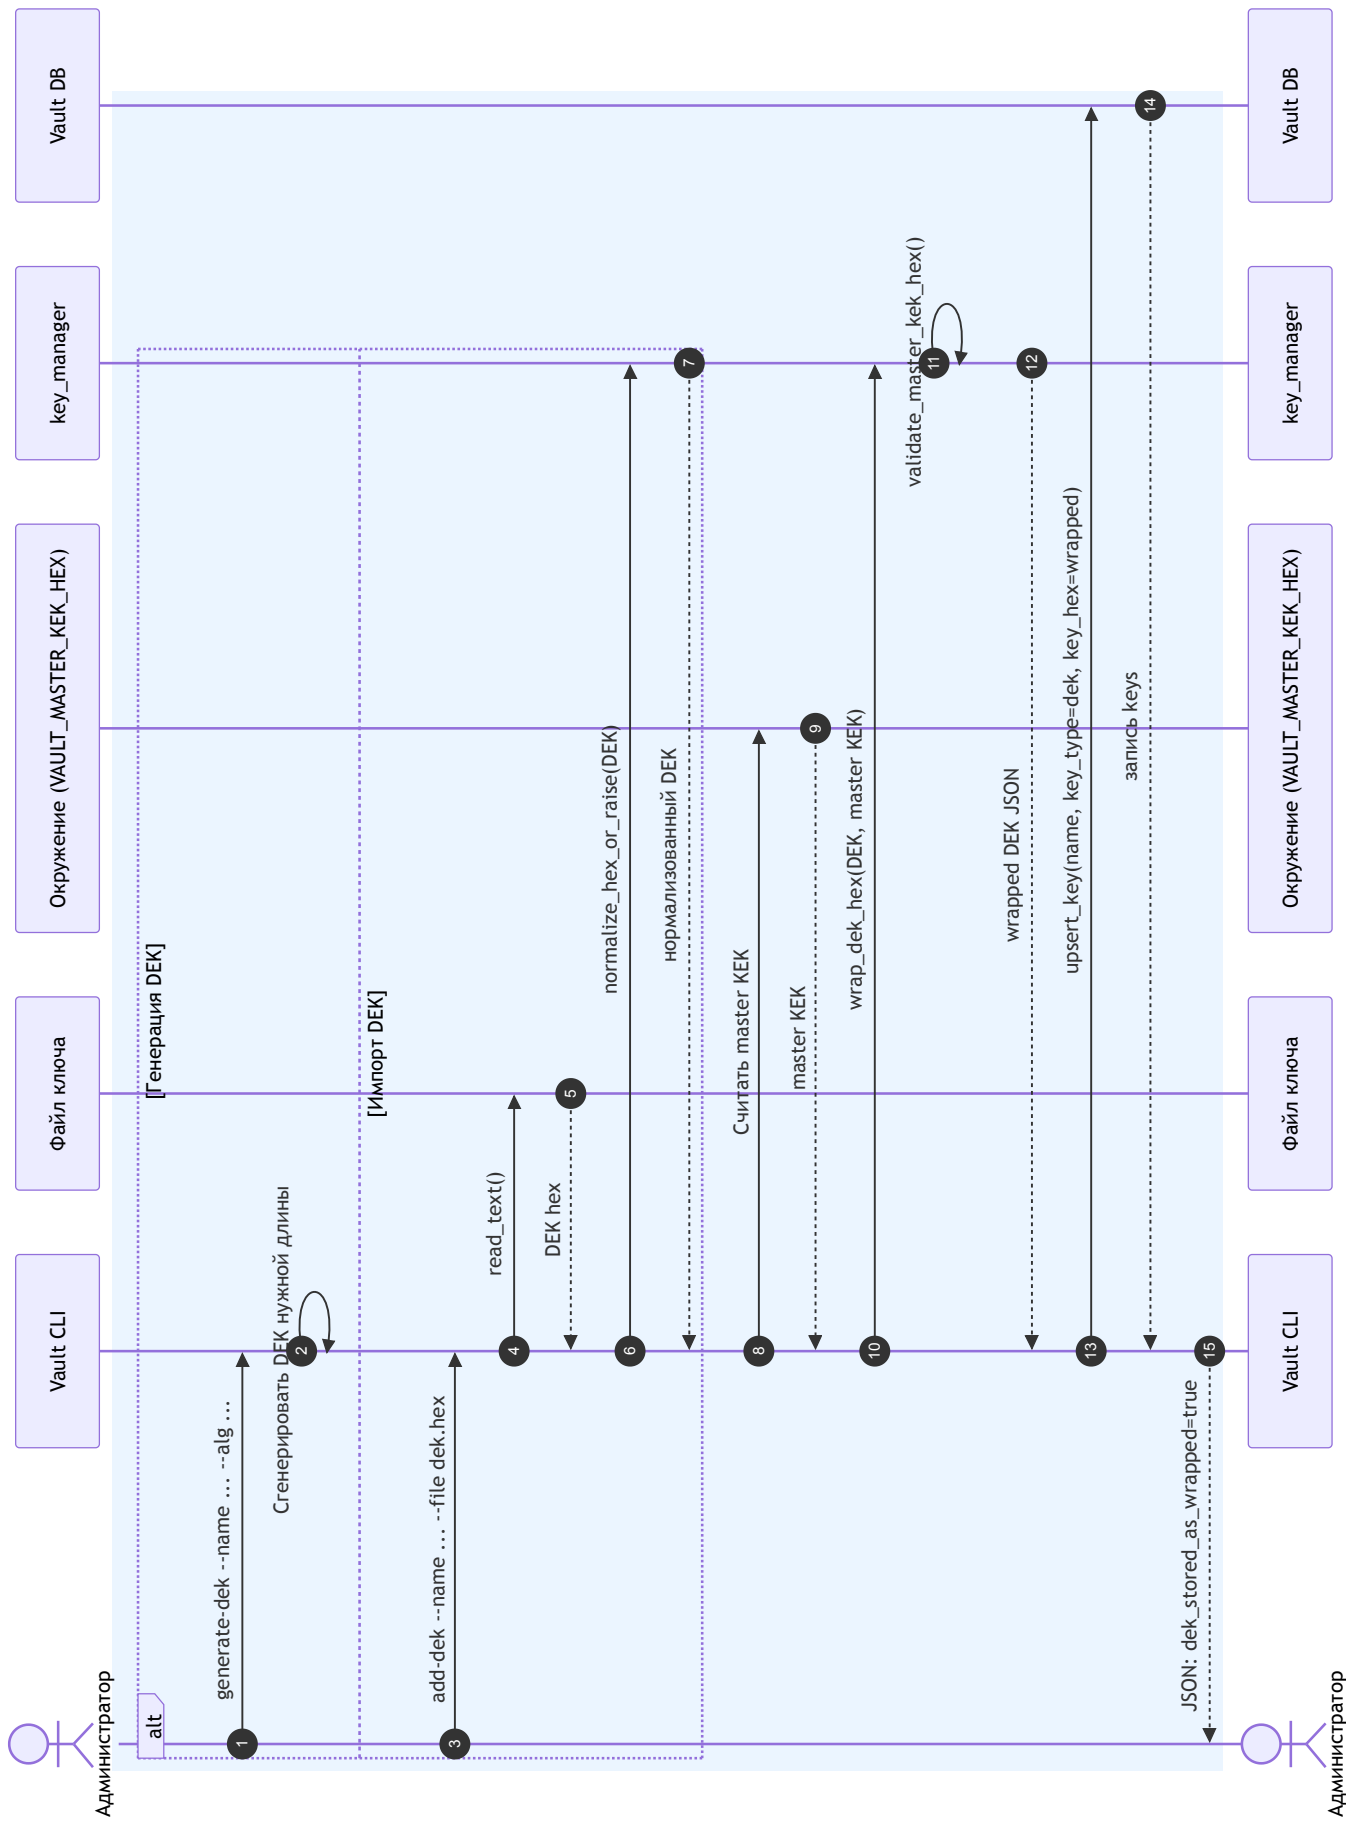 Администратор
Vault CLI
Файл ключа
Окружение (VAULT_MASTER_KEK_HEX)
key_manager
Vault DB
alt
[Генерация DEK]
generate-dek --name ... --alg ...
1
Сгенерировать DEK нужной длины
2
[Импорт DEK]
add-dek --name ... --file dek.hex
3
read_text()
4
DEK hex
5
normalize_hex_or_raise(DEK)
6
нормализованный DEK
7
Считать master KEK
8
master KEK
9
wrap_dek_hex(DEK, master KEK)
10
validate_master_kek_hex()
11
wrapped DEK JSON
12
upsert_key(name, key_type=dek, key_hex=wrapped)
13
запись keys
14
JSON: dek_stored_as_wrapped=true
15
Администратор
Vault CLI
Файл ключа
Окружение (VAULT_MASTER_KEK_HEX)
key_manager
Vault DB